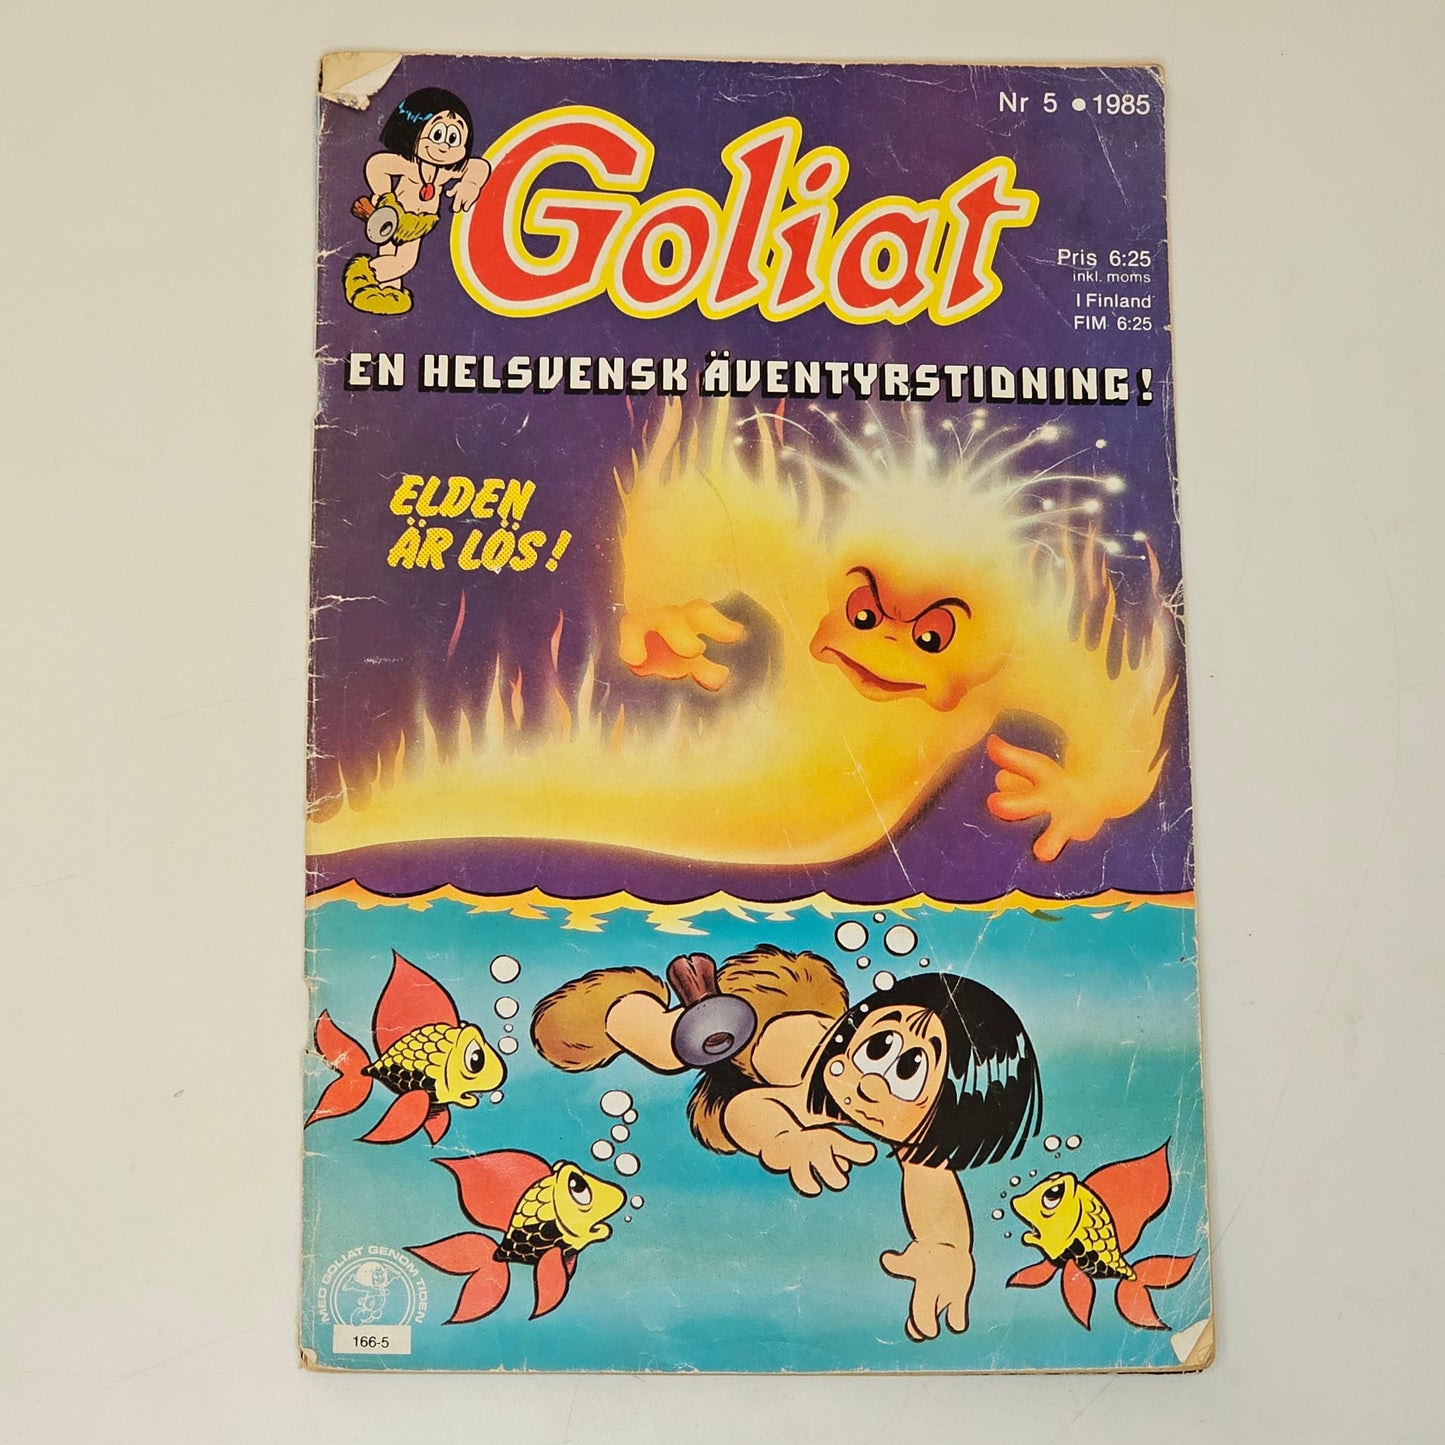 Nr 5 • 1985
Goliat
Pris 6:25
inkl. moms
I Finland
FIM 6:25
EN HELSVENSK ÄVENTYRSTIDNING!
ELDEN
ÄR LÖS!
MED GOLIAT GENOM TIDEN
166-5